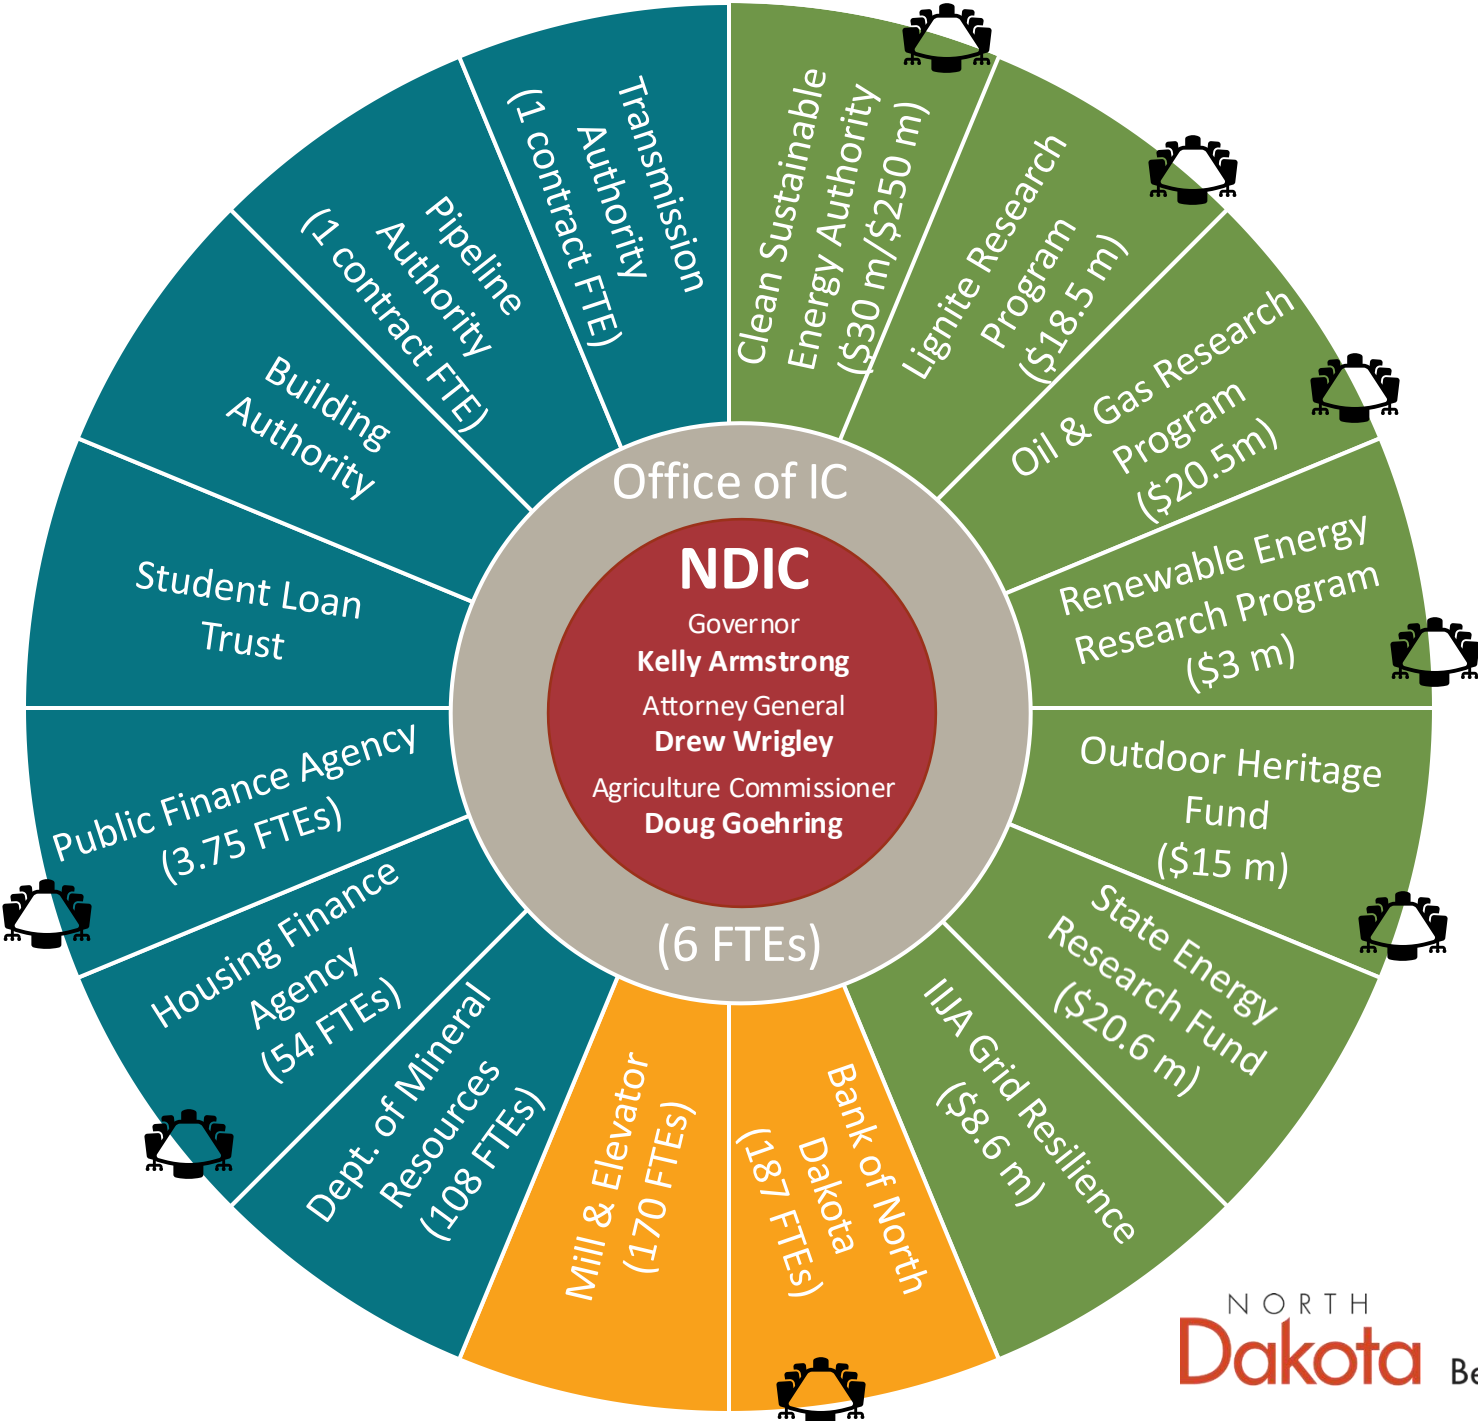 Transmission
Authority
(1 contract FTE)
Clean Sustainable
Energy Authority
($30 m/$250 m)
Lignite Research
Program
($18.5 m)
Oil & Gas Research
Program
($20.5m)
Renewable Energy
Research Program
($3 m)
Outdoor Heritage
Fund
($15 m)
State Energy
Research Fund
($20.6 m)
IIJA Grid Resilience
($8.6 m)
Bank of North
Dakota
(187 FTEs)
Mill & Elevator
(170 FTEs)
Dept. of Mineral
Resources
(108 FTEs)
Housing Finance
Agency
(54 FTEs)
Public Finance Agency
(3.75 FTEs)
Student Loan
Trust
Building
Authority
Pipeline
Authority
(1 contract FTE)
Office of IC
NDIC
Governor
Kelly Armstrong
Attorney General
Drew Wrigley
Agriculture Commissioner
Doug Goehring
(6 FTEs)
NORTH
Dakota
Be